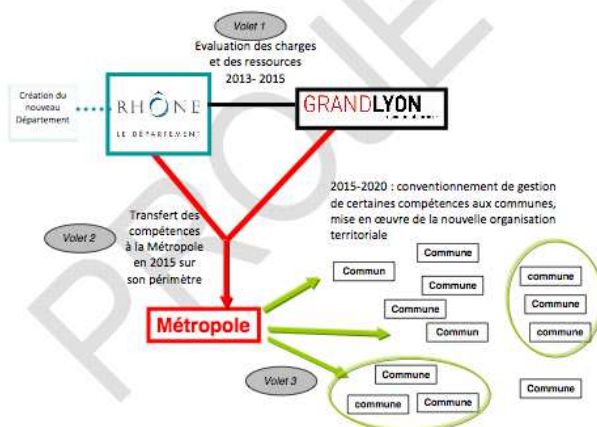 Volet 1
Evaluation des charges
et des ressources
2013- 2015
Création du
nouveau
Département
RHÔNE
LE DÉPARTEMENT
GRANDLYON
2015-2020 : conventionnement de gestion
de certaines compétences aux communes,
mise en œuvre de la nouvelle organisation
territoriale
Volet 2
Transfert des
compétences
à la Métropole
en 2015 sur
son périmètre
Métropole
Commune
Commun
Commune
Commune
Commun
commune
Commune
commune
Volet 3
Commune
commune
Commune
Commune
PROJE